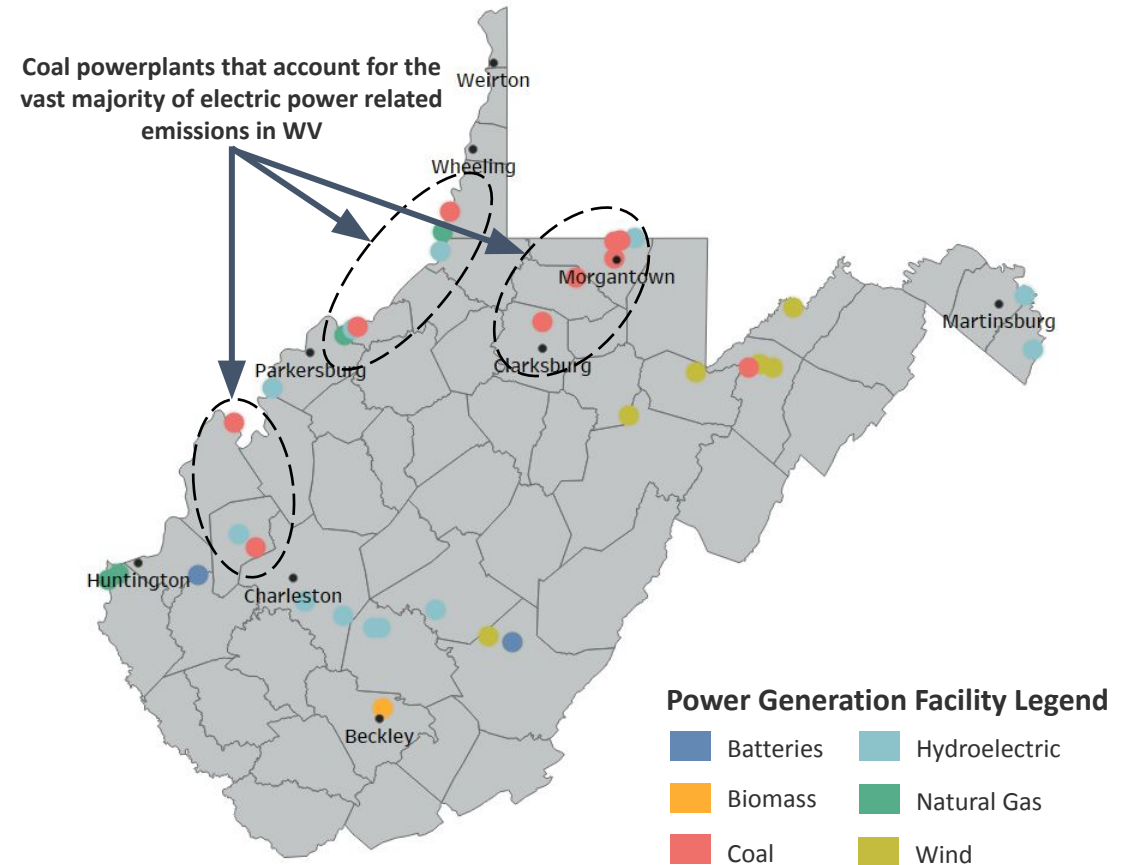 Coal powerplants that account for the
vast majority of electric power related
emissions in WV
Weirton
Wheeling
Morgantown
Martinsburg
Clarksburg
Parkersburg
Huntington
Charleston
Beckley
Power Generation Facility Legend
Batteries
Hydroelectric
Biomass
Natural Gas
Coal
Wind